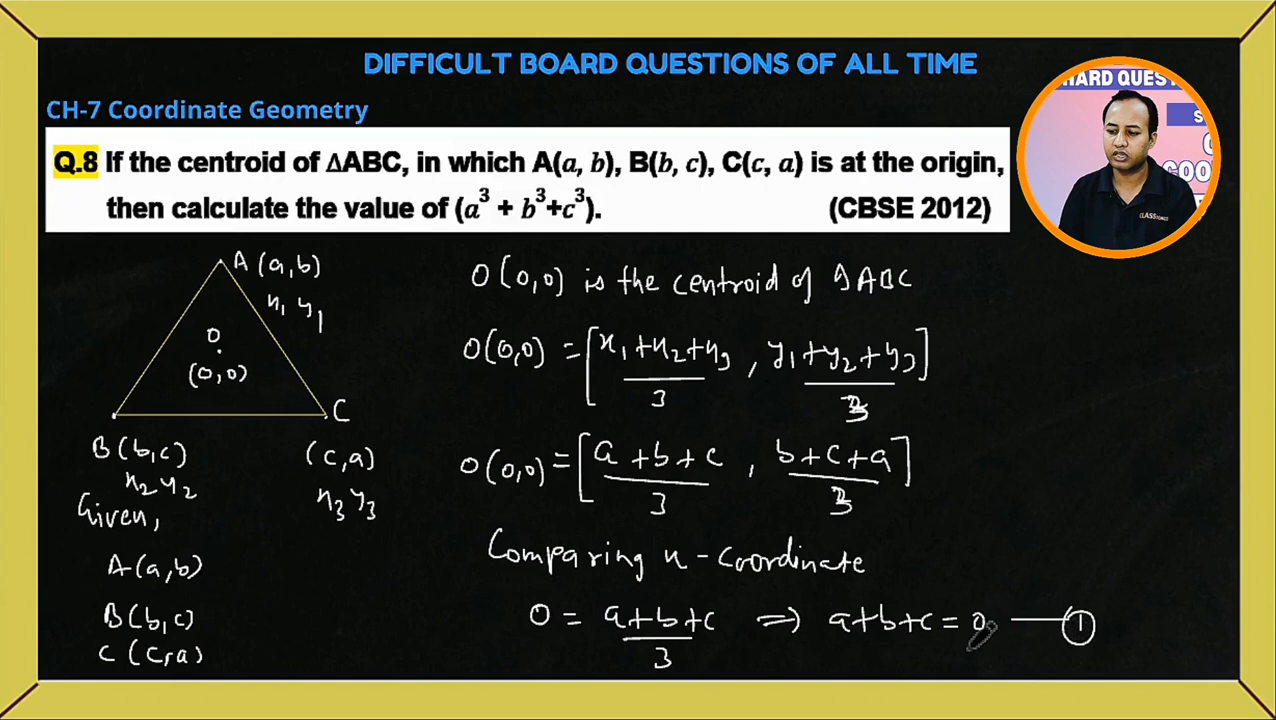 DIFFICULT BOARD QUESTIONS OF ALL TIME
HARD QUEST
CH-7 Coordinate Geometry
Q.8 If the centroid of ΔABC, in which A(a, b), B(b, c), C(c, a) is at the origin,
then calculate the value of (a³ + b³+c³). (CBSE 2012)
A (a,b)
x₁ y₁
O
(0,0)
C
B (b,c)
x₂ y₂
(c,a)
x₃ y₃
Given,
A(a,b)
B(b,c)
C (c,a)
O(0,0) is the centroid of ΔABC
O(0,0) = [x₁+x₂+x₃/3 , y₁+y₂+y₃/3]
O(0,0) = [a+b+c/3 , b+c+a/3]
Comparing x-coordinate
0 = a+b+c/3 ⇒ a+b+c = 0 — ①